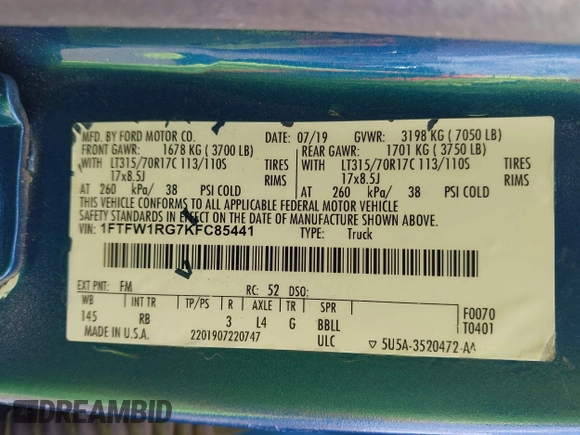 MFD. BY FORD MOTOR CO. 07/19 GVWR: 3198 KG ( 7050 LB)
FRONT GAWR: 1678 KG ( 3700 LB) REAR GAWR: 1701 KG ( 3750 LB)
WITH LT315/70R17C 113/110S TIRES WITH LT315/70R17C 113/110S TIRES
17x8.5J RIMS 17x8.5J RIMS
AT 260 kPa/ 38 PSI COLD AT 260 kPa/ 38 PSI COLD
THIS VEHICLE CONFORMS TO ALL APPLICABLE FEDERAL MOTOR VEHICLE
SAFETY STANDARDS IN EFFECT ON THE DATE OF MANUFACTURE SHOWN ABOVE.
VIN: 1FTFW1RG7KFC85441 TYPE: Truck
EXT PNT: FM RC: 52 DSO:
WB INT TR TP/PS R AXLE TR SPR F0070
145 RB 3 L4 G BBLL T0401
MADE IN U.S.A. 2201907220747 ULC ▽ 5U5A-3520472-AA
DREAMBID